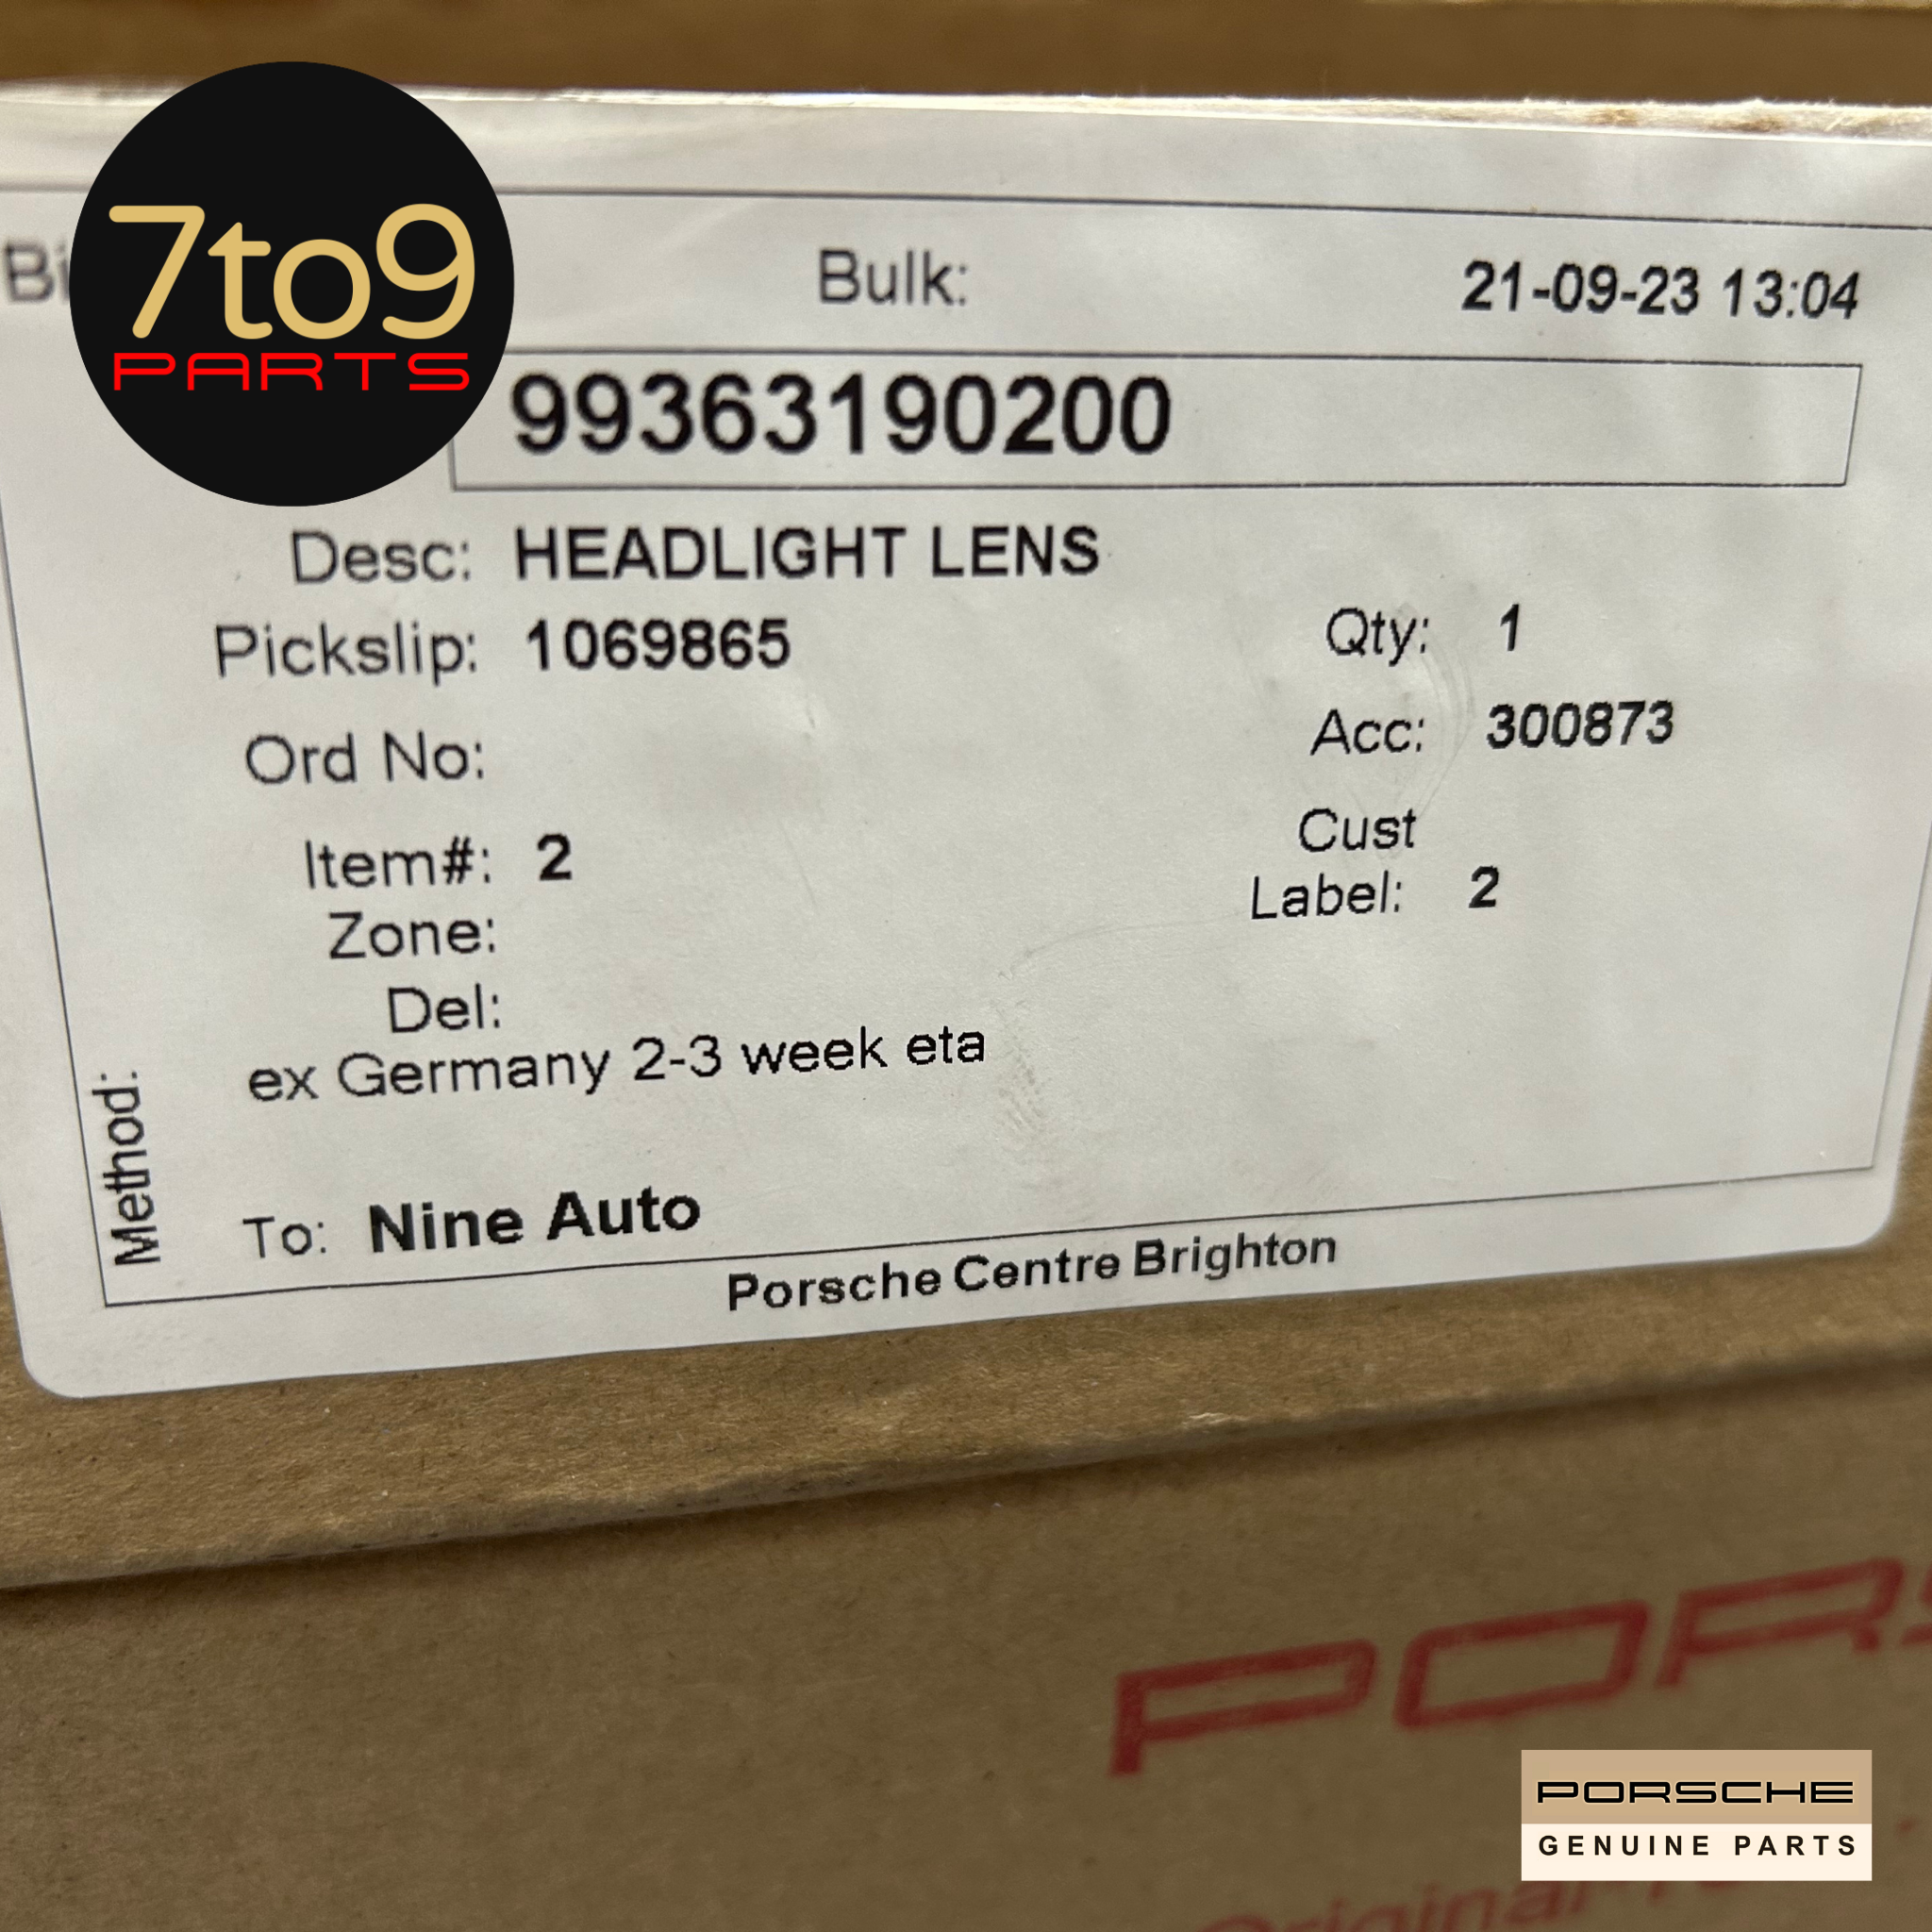 7to9
PARTS
Bulk: 21-09-23 13:04
99363190200
Desc: HEADLIGHT LENS
Pickslip: 1069865 Qty: 1
Ord No: Acc: 300873
Item#: 2 Cust
Label: 2
Zone:
Del:
ex Germany 2-3 week eta
Method:
To: Nine Auto
Porsche Centre Brighton
PORS
PORSCHE
GENUINE PARTS
Original